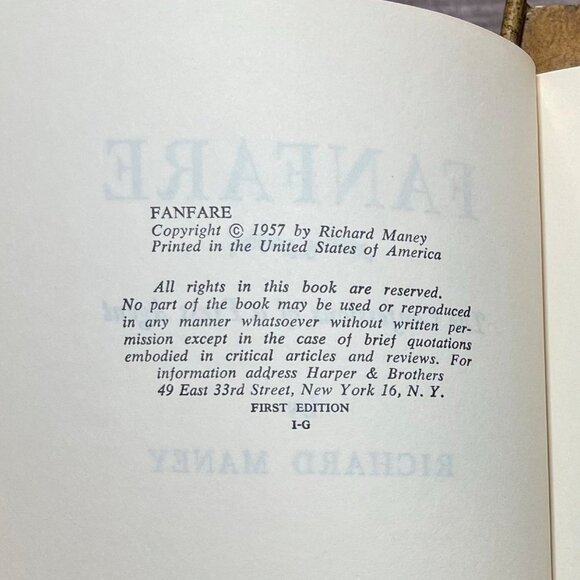 FANFARE
Copyright © 1957 by Richard Maney
Printed in the United States of America
All rights in this book are reserved.
No part of the book may be used or reproduced
in any manner whatsoever without written per-
mission except in the case of brief quotations
embodied in critical articles and reviews. For
information address Harper & Brothers
49 East 33rd Street, New York 16, N. Y.
FIRST EDITION
I-G
FANFARE
RICHARD MANEY